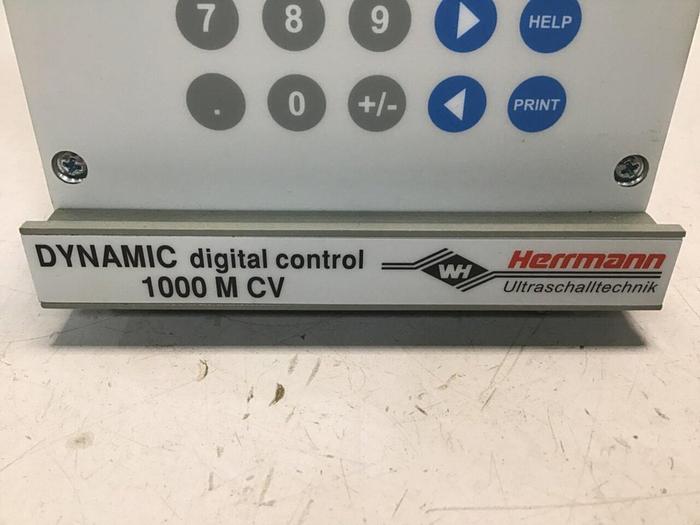 7 8 9 HELP
. 0 +/- PRINT
DYNAMIC digital control
1000 M CV
WH
Herrmann
Ultraschalltechnik